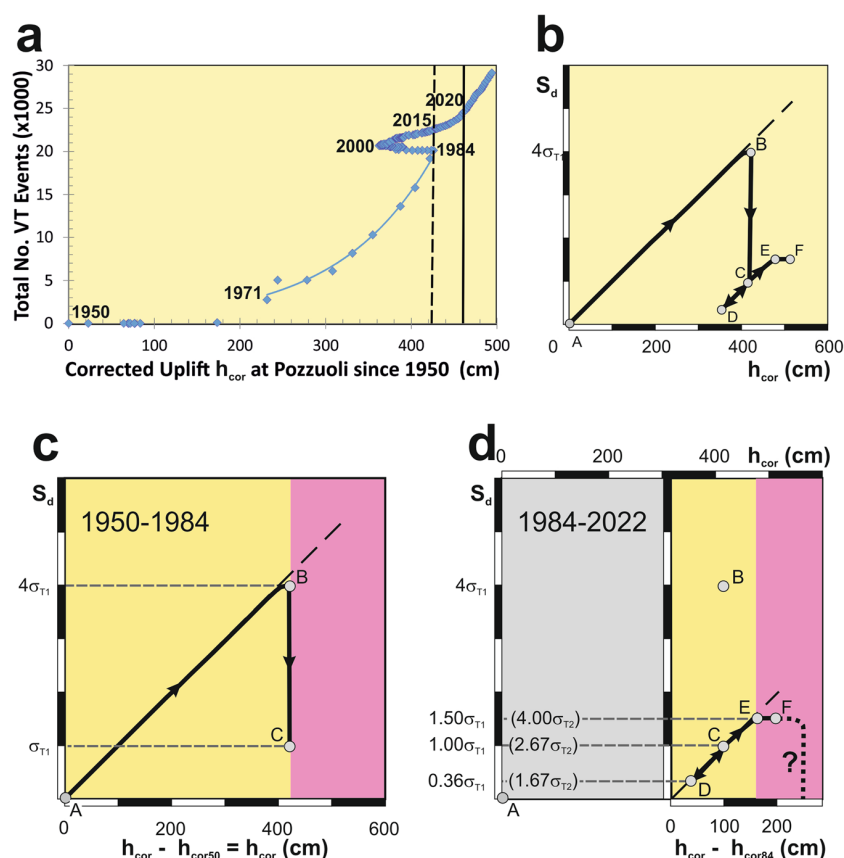 a
30
25
20
15
10
5
0
Total No. VT Events (x1000)
1950
1971
2000
2015
2020
1984
0 100 200 300 400 500
Corrected Uplift hcor at Pozzuoli since 1950 (cm)
b
Sd
4σT1
B
E F
C
D
A
0 200 400 600
hcor (cm)
c
Sd
1950-1984
4σT1
B
C
σT1
A
0 200 400 600
hcor - hcor50 = hcor (cm)
d
0 200 400 hcor (cm)
Sd
1984-2022
4σT1
B
E F
1.50σT1 (4.00σT2)
C
1.00σT1 (2.67σT2)
?
0.36σT1 (1.67σT2)
D
A
0 100 200
hcor - hcor84 (cm)